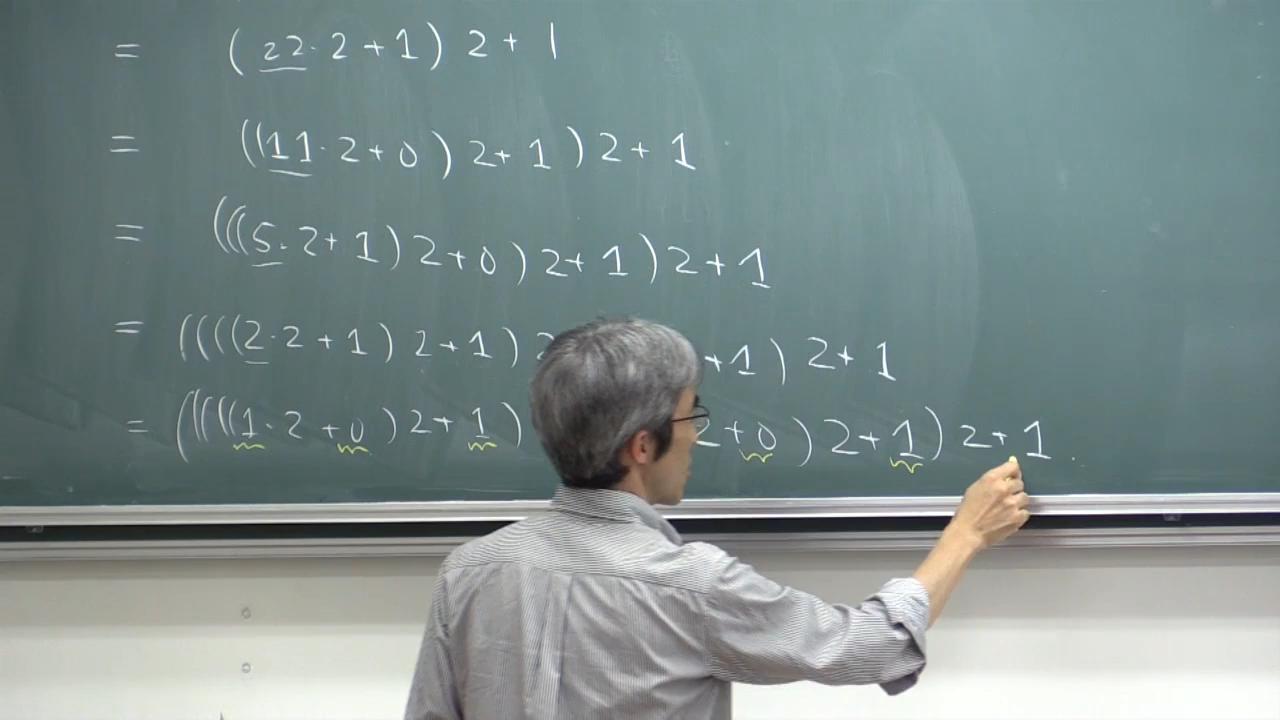 = (22·2+1)2+1
= ((11·2+0)2+1)2+1
= (((5·2+1)2+0)2+1)2+1
= ((((2·2+1)2+1)2 +1)2+1
= (((((1·2+0)2+1) 2+0)2+1)2+1